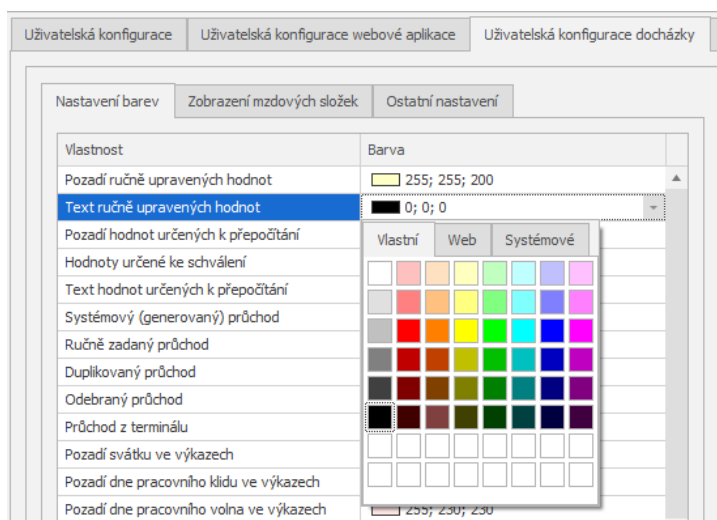 Uživatelská konfigurace Uživatelská konfigurace webové aplikace Uživatelská konfigurace docházky
Nastavení barev Zobrazení mzdových složek Ostatní nastavení
Vlastnost Barva
Pozadí ručně upravených hodnot 255; 255; 200
Text ručně upravených hodnot 0; 0; 0
Pozadí hodnot určených k přepočítání
Vlastní Web Systémové
Hodnoty určené ke schválení
Text hodnot určených k přepočítání
Systémový (generovaný) průchod
Ručně zadaný průchod
Duplikovaný průchod
Odebraný průchod
Průchod z terminálu
Pozadí svátku ve výkazech
Pozadí dne pracovního klidu ve výkazech
Pozadí dne pracovního volna ve výkazech 255; 230; 230